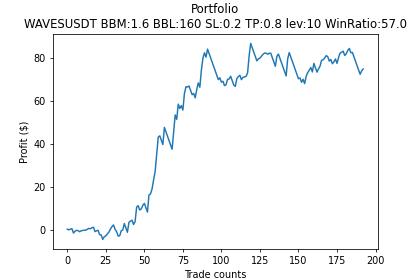 Portfolio
WAVESUSDT BBM:1.6 BBL:160 SL:0.2 TP:0.8 lev:10 WinRatio:57.0
Profit ($)
80
60
40
20
0
0 25 50 75 100 125 150 175 200
Trade counts